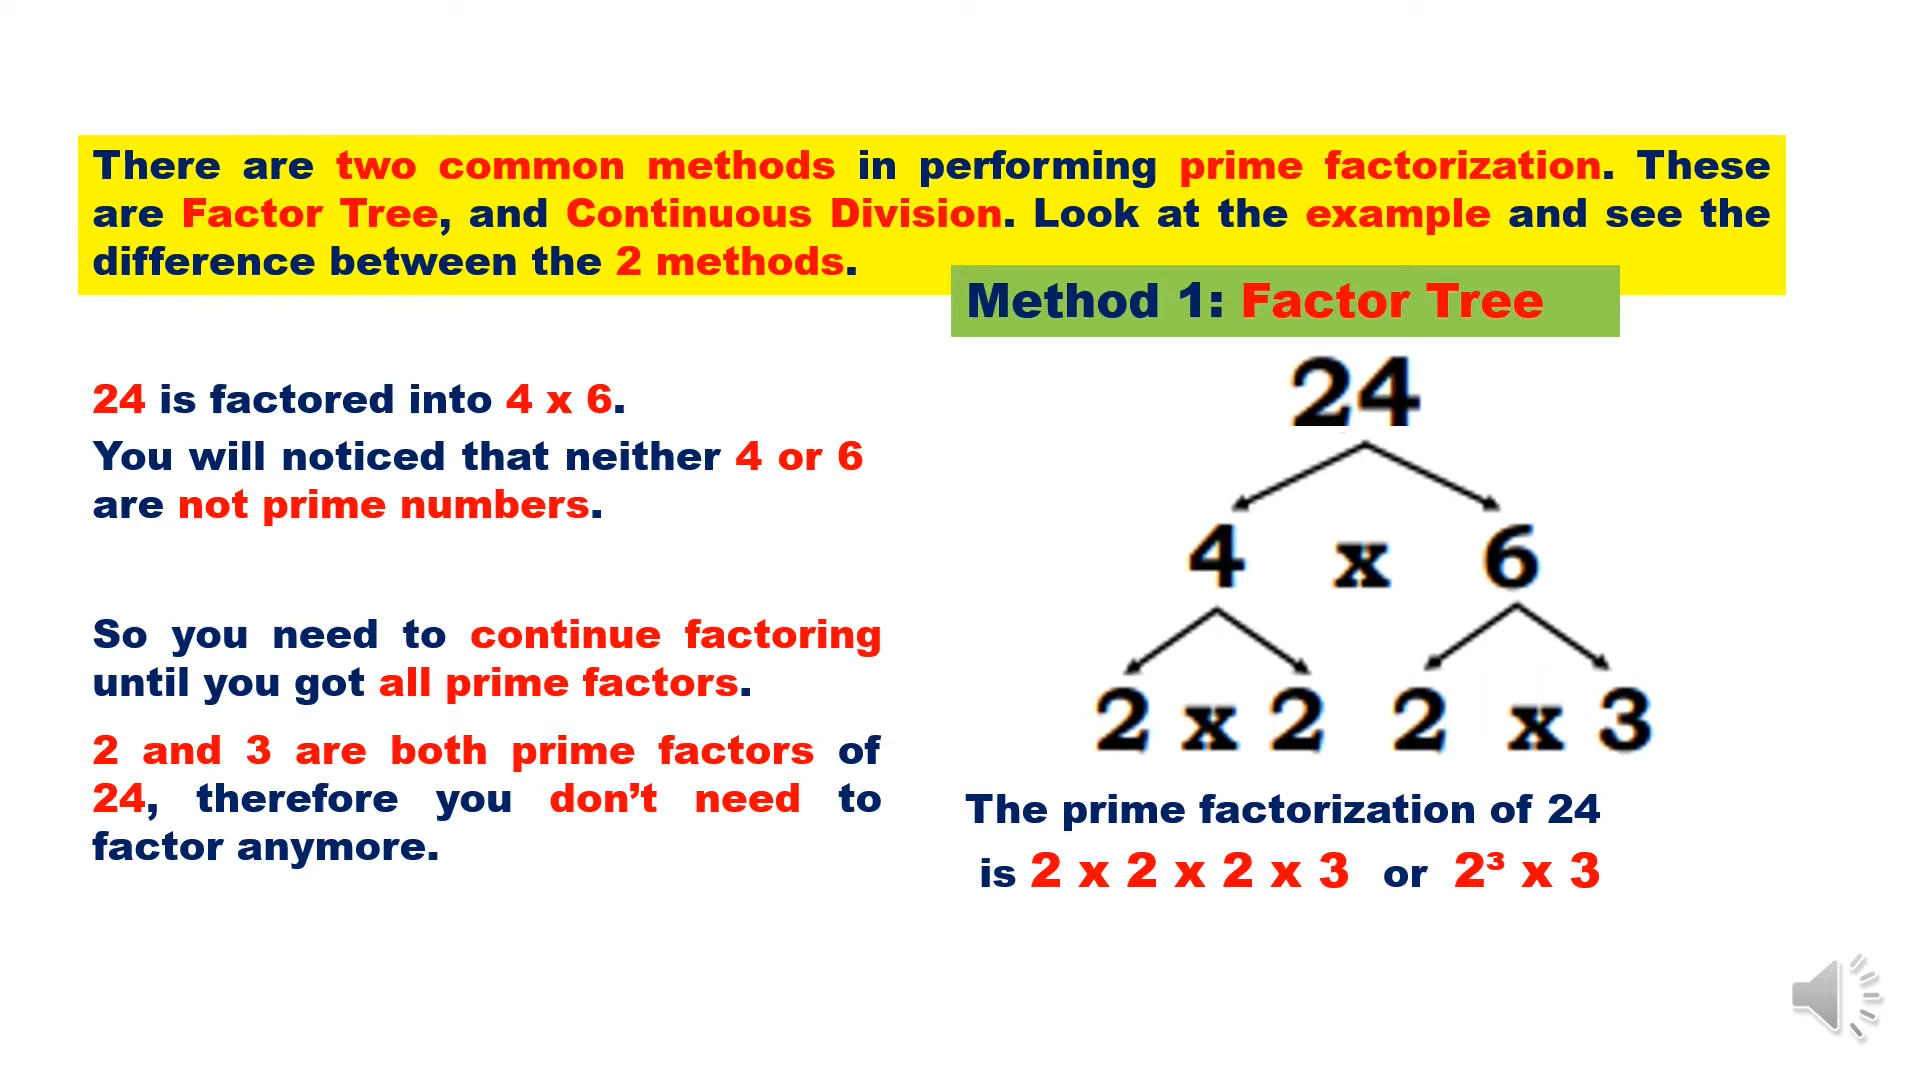 There are two common methods in performing prime factorization. These
are Factor Tree, and Continuous Division. Look at the example and see the
difference between the 2 methods.
Method 1: Factor Tree
24 is factored into 4 x 6.
You will noticed that neither 4 or 6
are not prime numbers.
So you need to continue factoring
until you got all prime factors.
2 and 3 are both prime factors of
24, therefore you don’t need to
factor anymore.
24
4 x 6
2 x 2 2 x 3
The prime factorization of 24
is 2 x 2 x 2 x 3 or 2³ x 3